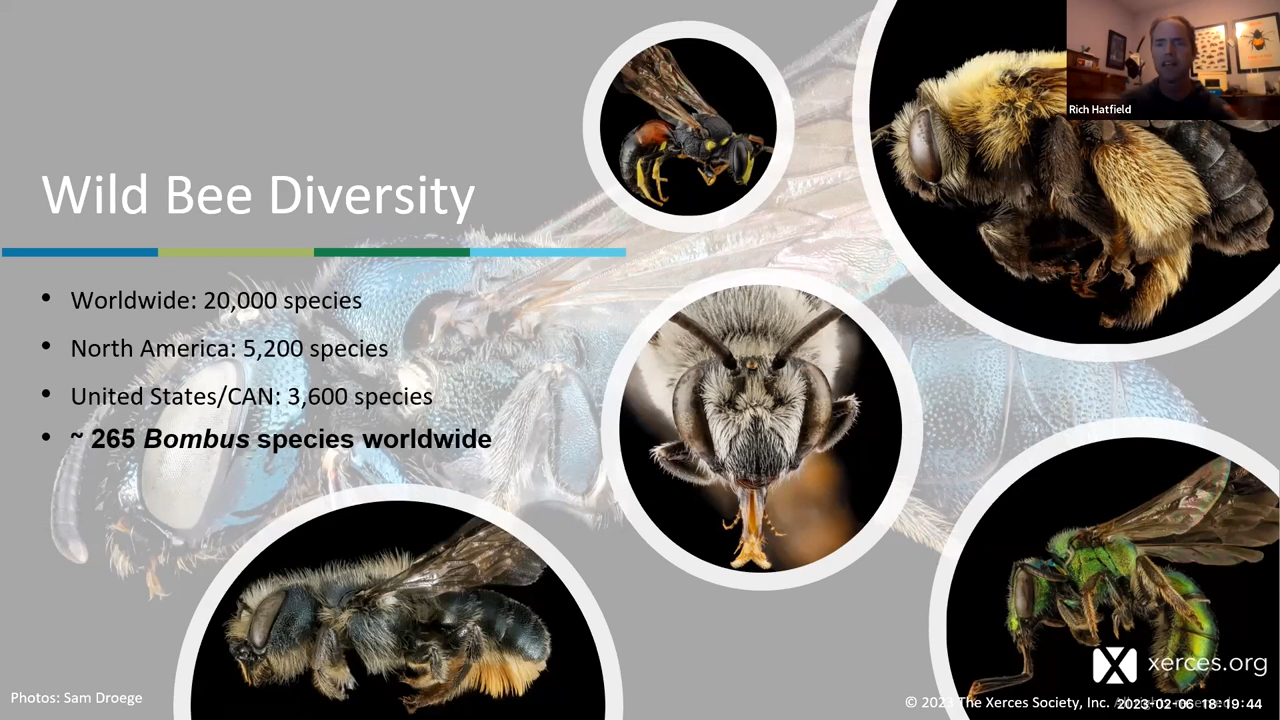 Rich Hatfield
Wild Bee Diversity
• Worldwide: 20,000 species
• North America: 5,200 species
• United States/CAN: 3,600 species
• ~ 265 Bombus species worldwide
xerces.org
Photos: Sam Droege
© 2023 The Xerces Society, Inc.
2023-02-06 18:19:44